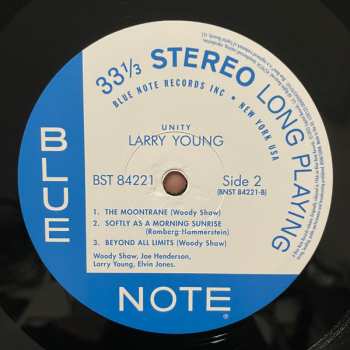 33 1/3 STEREO LONG PLAYING
BLUE NOTE RECORDS INC • NEW YORK USA
UNITY
LARRY YOUNG
BST 84221
Side 2
(BNST 84221-B)
1. THE MOONTRANE (Woody Shaw)
2. SOFTLY AS A MORNING SUNRISE
(Romberg-Hammerstein)
3. BEYOND ALL LIMITS (Woody Shaw)
Woody Shaw, Joe Henderson,
Larry Young, Elvin Jones.
BLUE
NOTE
®